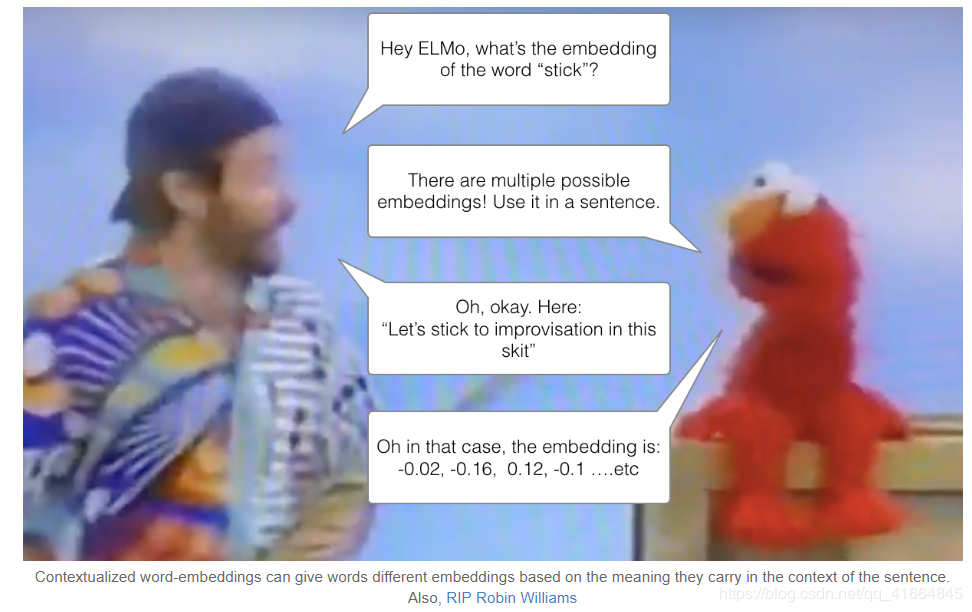 Hey ELMo, what's the embedding
of the word “stick”?
There are multiple possible
embeddings! Use it in a sentence.
Oh, okay. Here:
“Let's stick to improvisation in this
skit”
Oh in that case, the embedding is:
-0.02, -0.16, 0.12, -0.1 ….etc
Contextualized word-embeddings can give words different embeddings based on the meaning they carry in the context of the sentence.
Also, RIP Robin Williams
https://blog.csdn.net/qq_41664845